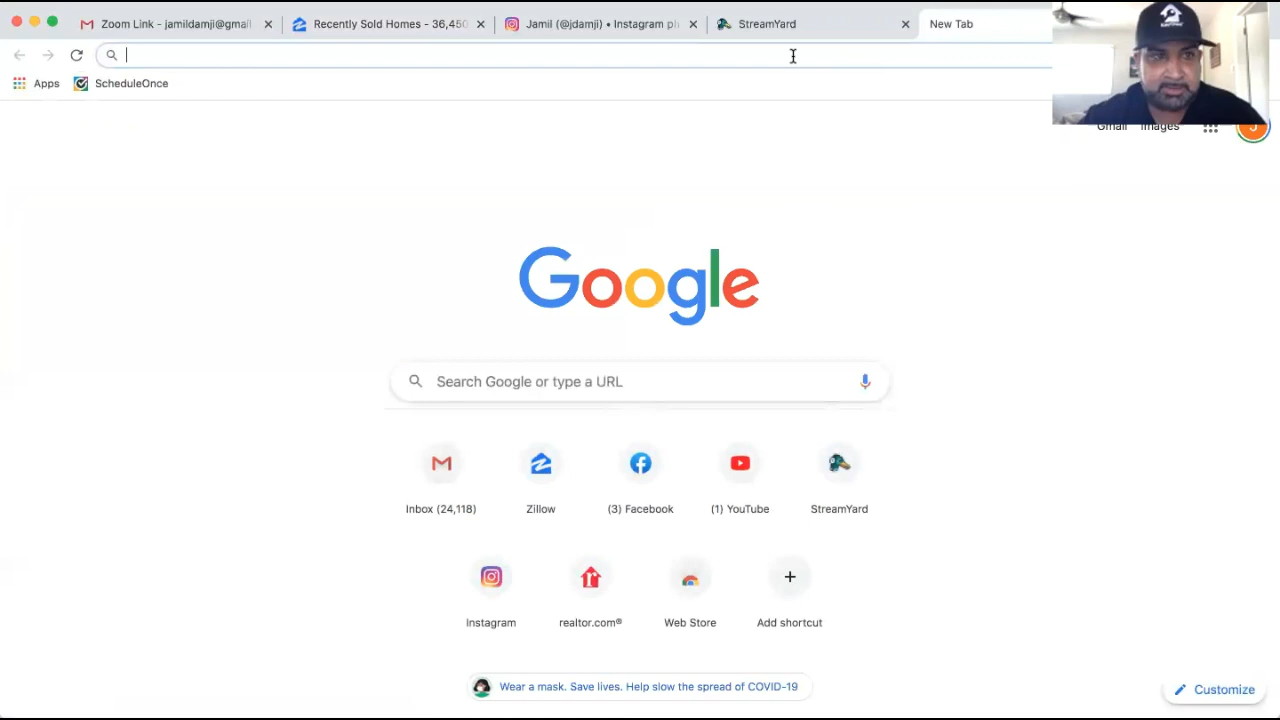 Zoom Link - jamildamji@gmai
Recently Sold Homes - 36,450
Jamil (@jdamji) • Instagram ph
StreamYard
New Tab
Apps
ScheduleOnce
Gmail
Images
Google
Search Google or type a URL
Inbox (24,118)
Zillow
(3) Facebook
(1) YouTube
StreamYard
Instagram
realtor.com®
Web Store
Add shortcut
Wear a mask. Save lives. Help slow the spread of COVID-19
Customize